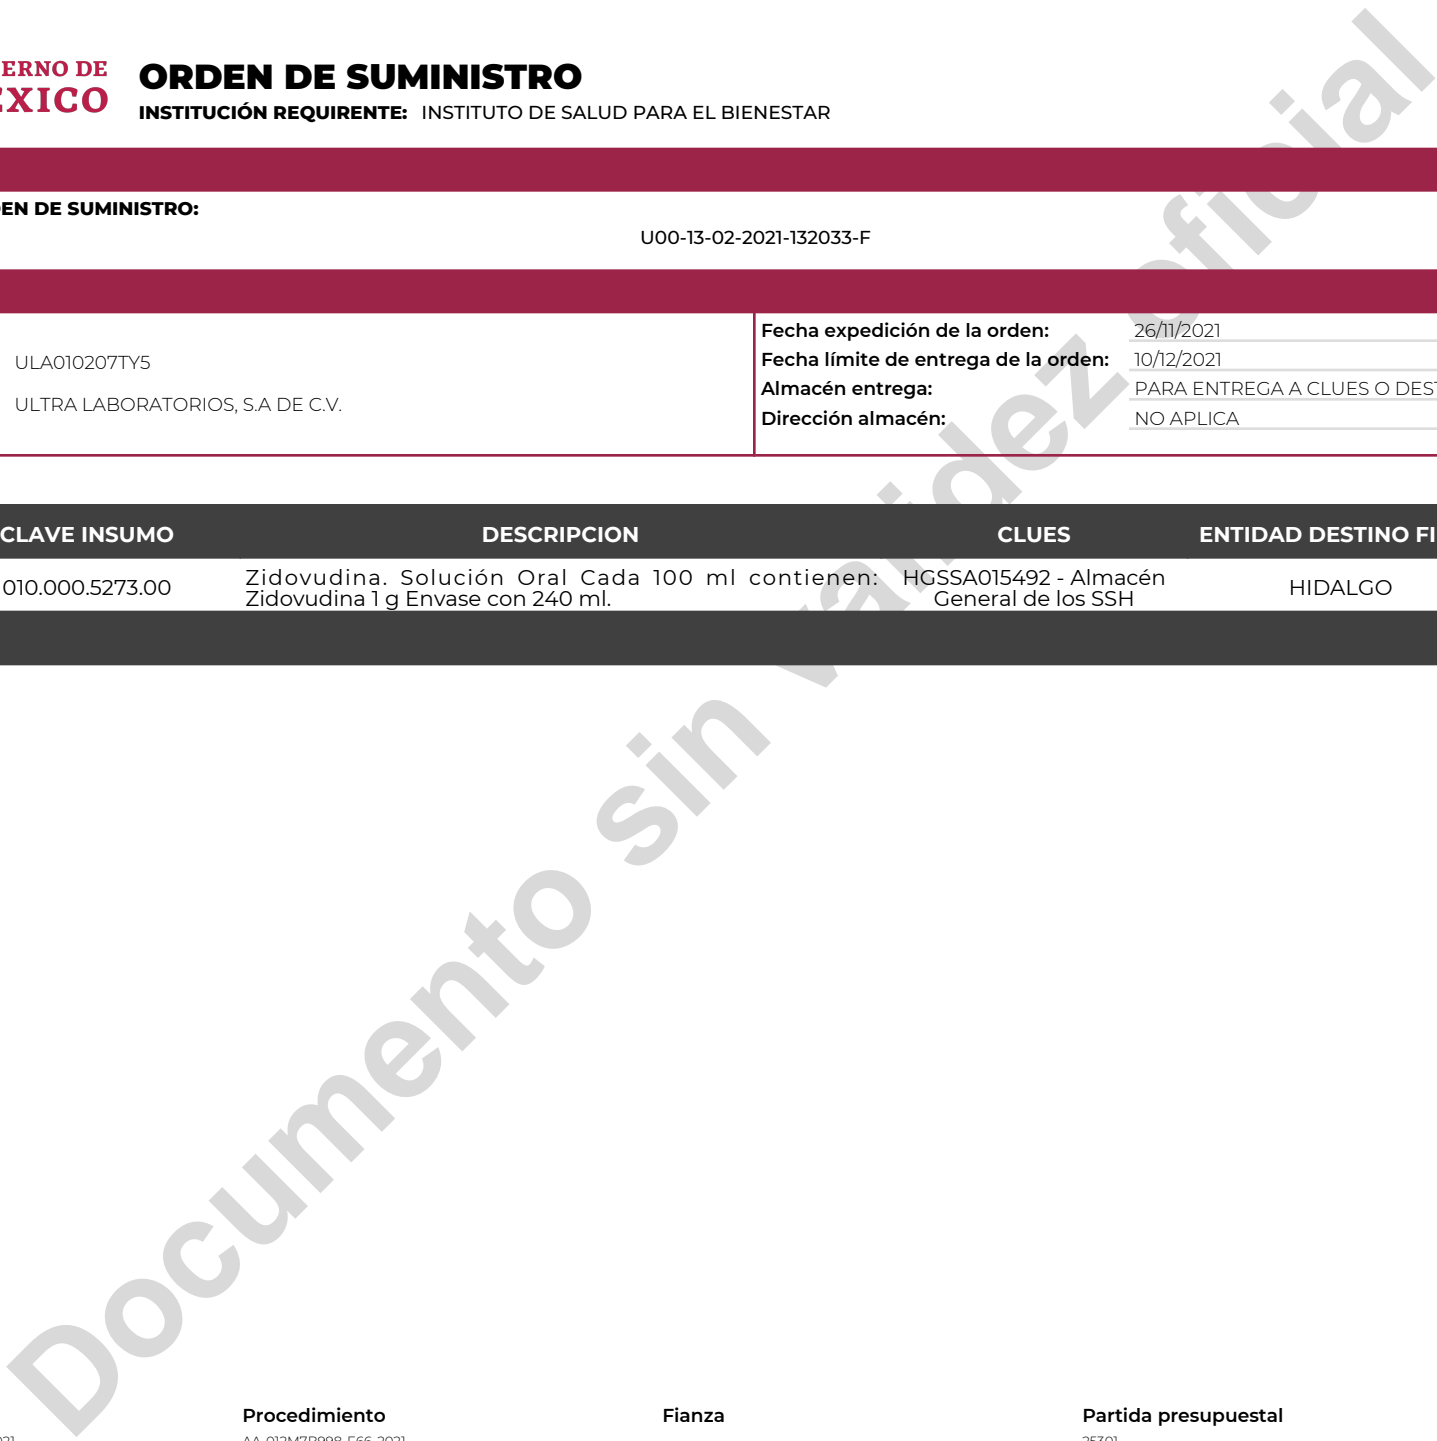 ERNO DE
ORDEN DE SUMINISTRO
XICO
INSTITUCIÓN REQUIRENTE: INSTITUTO DE SALUD PARA EL BIENESTAR
EN DE SUMINISTRO:
U00-13-02-2021-132033-F
Fecha expedición de la orden: 26/11/2021
ULA010207TY5
Fecha límite de entrega de la orden: 10/12/2021
Almacén entrega: PARA ENTREGA A CLUES O DEST
ULTRA LABORATORIOS, S.A DE C.V.
Dirección almacén: NO APLICA
CLAVE INSUMO DESCRIPCION CLUES ENTIDAD DESTINO FI
010.000.5273.00
Zidovudina. Solución Oral Cada 100 ml contienen:
Zidovudina 1 g Envase con 240 ml.
HGSSA015492 - Almacén
General de los SSH
HIDALGO
Documento sin validez oficial
Procedimiento Fianza Partida presupuestal